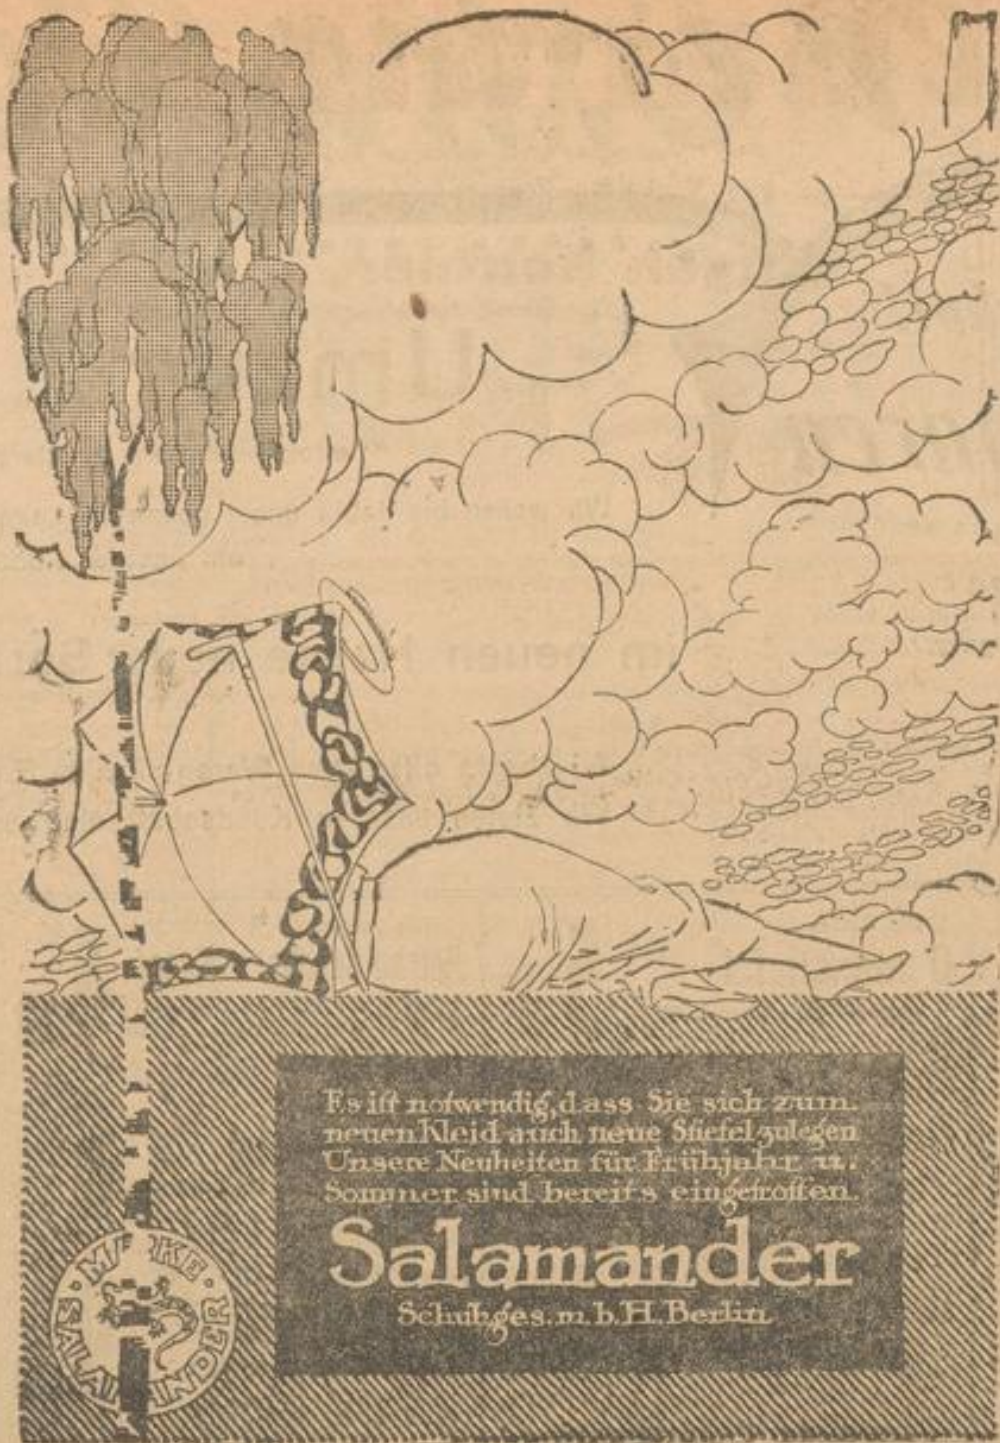 Es ist notwendig, dass Sie sich zum
neuen Kleid auch neue Stiefel zulegen
Unsere Neuheiten für Frühjahr u.
Sommer sind bereits eingetroffen.
Salamander
Schuhges. m. b. H. Berlin
MARKE
SALAMANDER